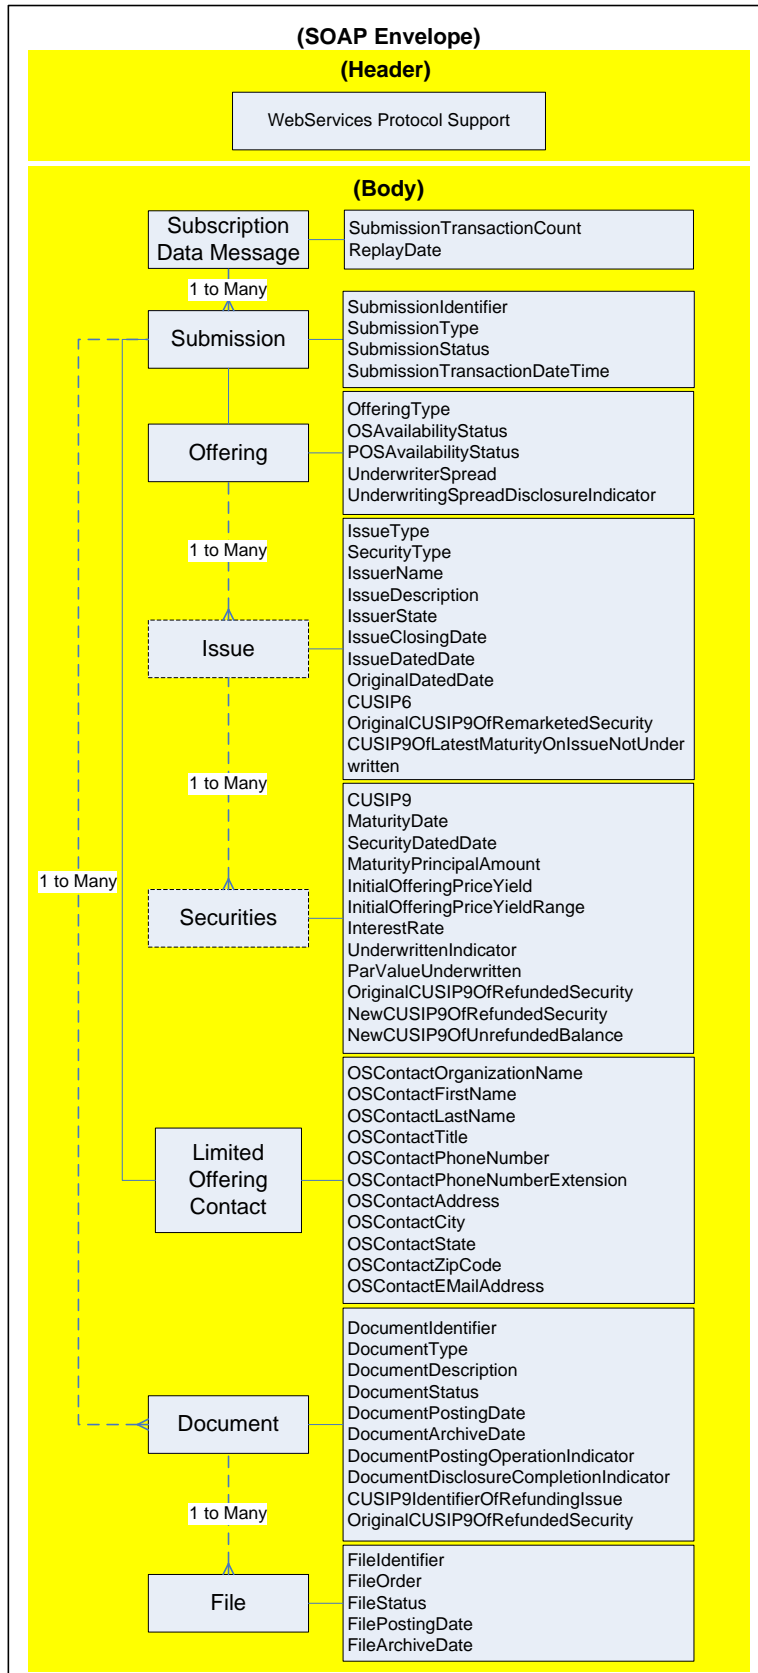 (SOAP Envelope)
(Header)
WebServices Protocol Support
(Body)
Subscription
Data Message
SubmissionTransactionCount
ReplayDate
1 to Many
Submission
SubmissionIdentifier
SubmissionType
SubmissionStatus
SubmissionTransactionDateTime
Offering
OfferingType
OSAvailabilityStatus
POSAvailabilityStatus
UnderwriterSpread
UnderwritingSpreadDisclosureIndicator
1 to Many
Issue
IssueType
SecurityType
IssuerName
IssueDescription
IssuerState
IssueClosingDate
IssueDatedDate
OriginalDatedDate
CUSIP6
OriginalCUSIP9OfRemarketedSecurity
CUSIP9OfLatestMaturityOnIssueNotUnder
written
1 to Many
1 to Many
Securities
CUSIP9
MaturityDate
SecurityDatedDate
MaturityPrincipalAmount
InitialOfferingPriceYield
InitialOfferingPriceYieldRange
InterestRate
UnderwrittenIndicator
ParValueUnderwritten
OriginalCUSIP9OfRefundedSecurity
NewCUSIP9OfRefundedSecurity
NewCUSIP9OfUnrefundedBalance
Limited
Offering
Contact
OSContactOrganizationName
OSContactFirstName
OSContactLastName
OSContactTitle
OSContactPhoneNumber
OSContactPhoneNumberExtension
OSContactAddress
OSContactCity
OSContactState
OSContactZipCode
OSContactEMailAddress
Document
DocumentIdentifier
DocumentType
DocumentDescription
DocumentStatus
DocumentPostingDate
DocumentArchiveDate
DocumentPostingOperationIndicator
DocumentDisclosureCompletionIndicator
CUSIP9IdentifierOfRefundingIssue
OriginalCUSIP9OfRefundedSecurity
1 to Many
File
FileIdentifier
FileOrder
FileStatus
FilePostingDate
FileArchiveDate